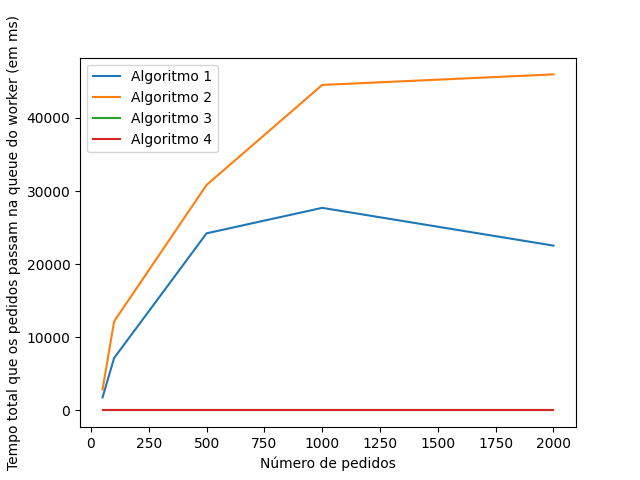 Tempo total que os pedidos passam na queue do worker (em ms)
Algoritmo 1
Algoritmo 2
Algoritmo 3
Algoritmo 4
40000
30000
20000
10000
0
0 250 500 750 1000 1250 1500 1750 2000
Número de pedidos